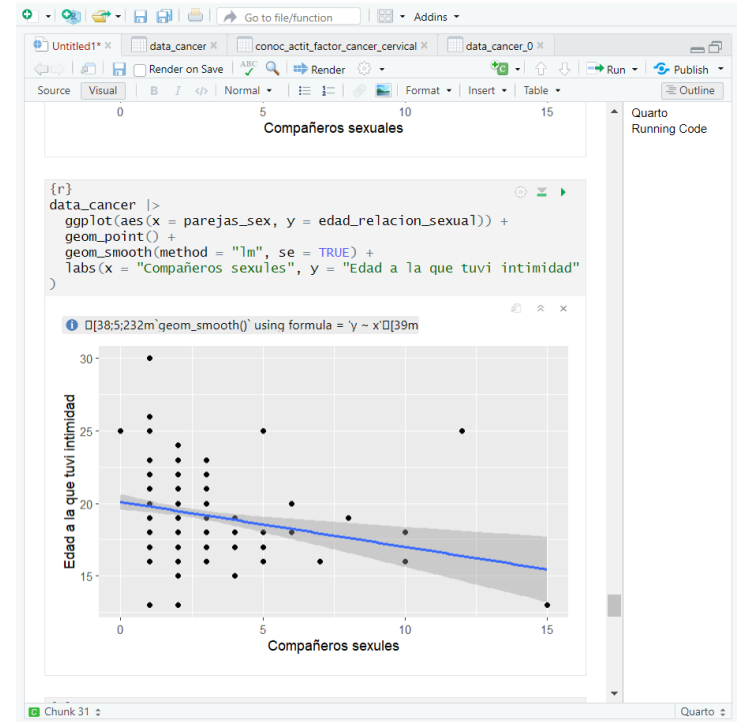 Go to file/function
Addins
Untitled1*
data_cancer
conoc_actit_factor_cancer_cervical
data_cancer_0
Render on Save
ABC
Render
Run
Publish
Source
Visual
B
I
</>
Normal
Format
Insert
Table
Outline
Quarto
Running Code
0
5
10
15
Compañeros sexuales
{r}
data_cancer |>
ggplot(aes(x = parejas_sex, y = edad_relacion_sexual)) +
geom_point() +
geom_smooth(method = "lm", se = TRUE) +
labs(x = "Compañeros sexules", y = "Edad a la que tuvi intimidad"
)
[38;5;232m`geom_smooth()` using formula = 'y ~ x'[39m
30
25
20
15
Edad a la que tuvi intimidad
0
5
10
15
Compañeros sexules
C
Chunk 31
Quarto